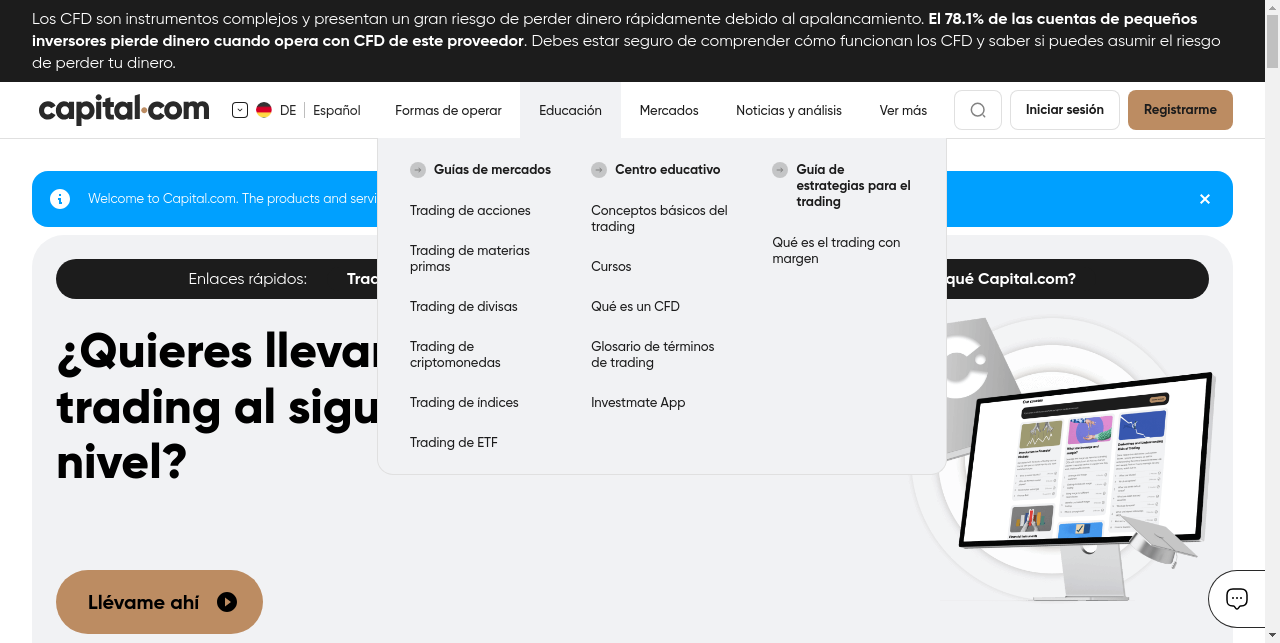 Los CFD son instrumentos complejos y presentan un gran riesgo de perder dinero rápidamente debido al apalancamiento. El 78.1% de las cuentas de pequeños
inversores pierde dinero cuando opera con CFD de este proveedor. Debes estar seguro de comprender cómo funcionan los CFD y saber si puedes asumir el riesgo
de perder tu dinero.
capital.com DE Español Formas de operar Educación Mercados Noticias y análisis Ver más Iniciar sesión Registrarme
Guías de mercados
Trading de acciones
Trading de materias
primas
Trading de divisas
Trading de
criptomonedas
Trading de índices
Trading de ETF
Centro educativo
Conceptos básicos del
trading
Cursos
Qué es un CFD
Glosario de términos
de trading
Investmate App
Guía de
estrategias para el
trading
Qué es el trading con
margen
Welcome to Capital.com. The products and servi
Enlaces rápidos: Trad qué Capital.com?
¿Quieres llevar
trading al sigu
nivel?
Llévame ahí